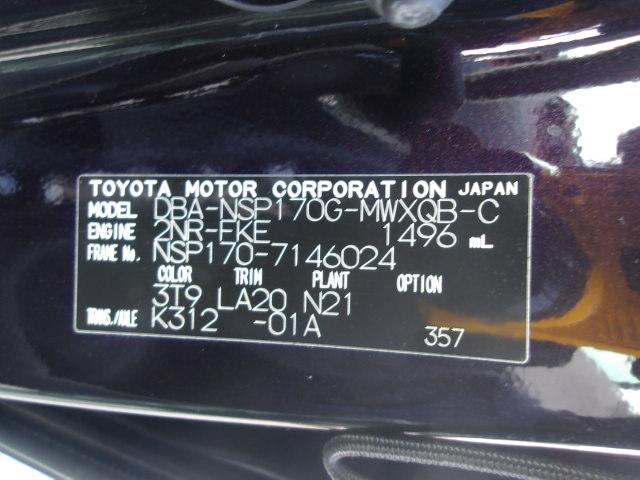 TOYOTA MOTOR CORPORATION JAPAN
MODEL DBA-NSP170G-MWXQB-C
ENGINE 2NR-FKE 1496 mL
FRAME No. NSP170-7146024
COLOR TRIM PLANT OPTION
3T9 LA20 N21
TRANS./AXLE K312 -01A
357